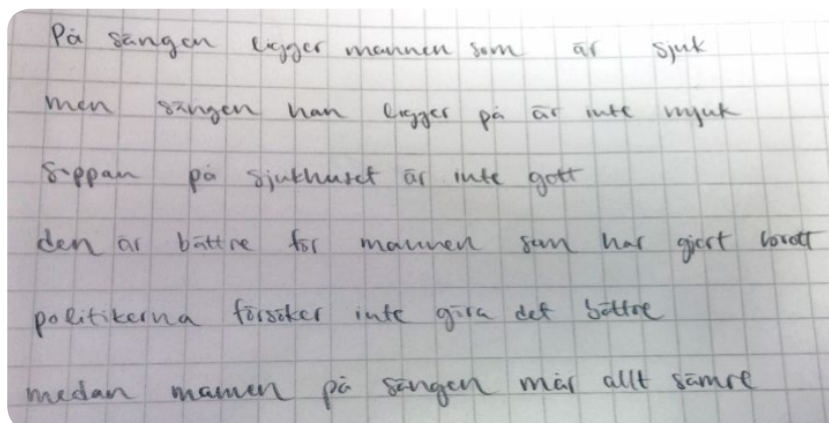 På sängen ligger mannen som är sjuk
men sängen han ligger på är inte mjuk
Soppan på sjukhuset är inte gott
den är bättre för mannen som har gjort brott
politikerna försöker inte göra det bättre
medan mannen på sängen mår allt sämre